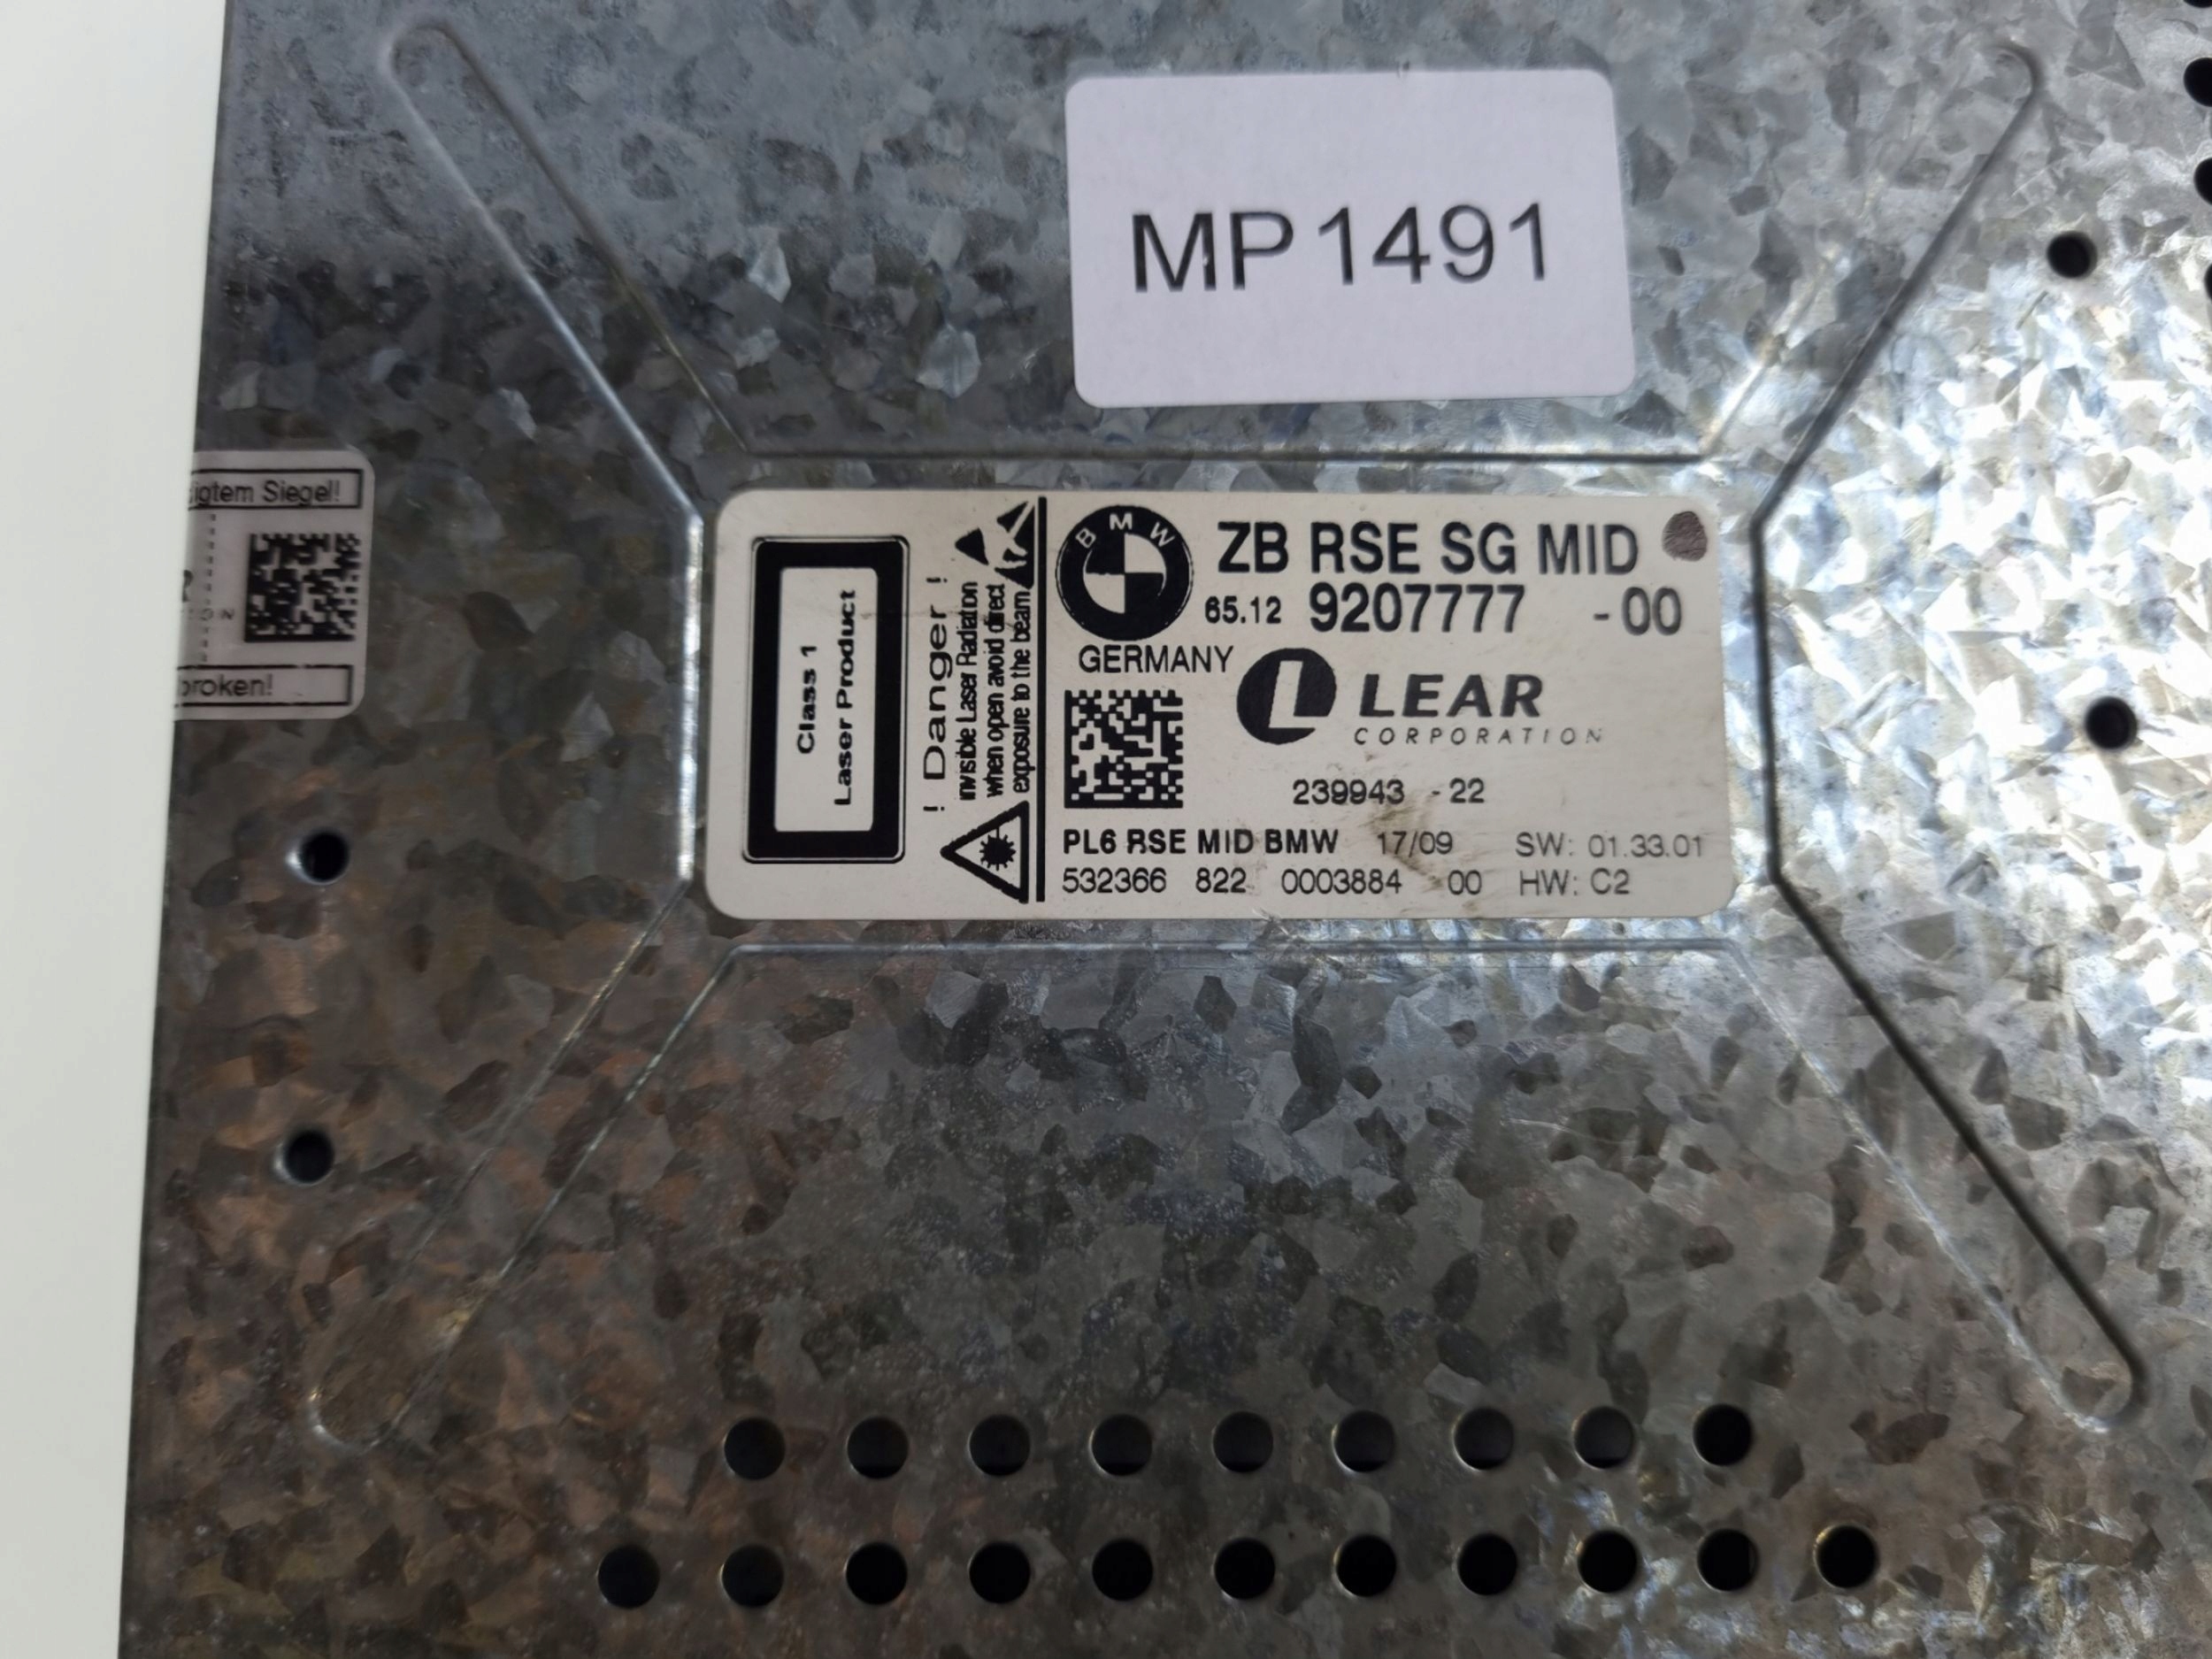 MP1491
igtem Siegel!
broken!
Class 1
Laser Product
! Danger !
invisible Laser Radiation
when open avoid direct
exposure to the beam
BMW
GERMANY
ZB RSE SG MID
65.12 9207777 -00
L LEAR
CORPORATION
239943 -22
PL6 RSE MID BMW 17/09 SW: 01.33.01
532366 822 0003884 00 HW: C2